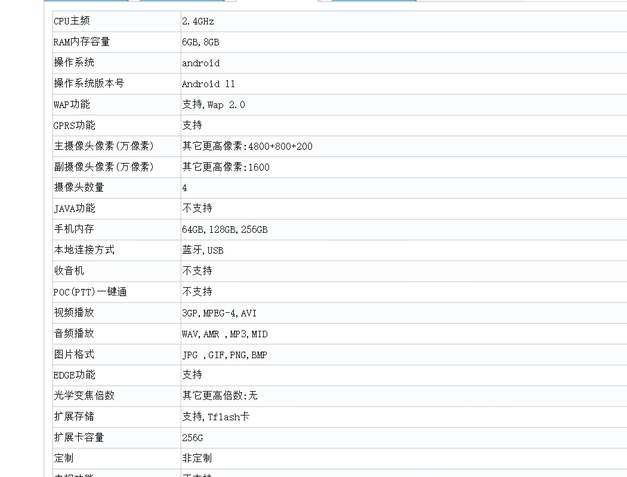 CPU主频 2.4GHz
RAM内存容量 6GB,8GB
操作系统 android
操作系统版本号 Android 11
WAP功能 支持,Wap 2.0
GPRS功能 支持
主摄像头像素(万像素) 其它更高像素:4800+800+200
副摄像头像素(万像素) 其它更高像素:1600
摄像头数量 4
JAVA功能 不支持
手机内存 64GB,128GB,256GB
本地连接方式 蓝牙,USB
收音机 不支持
POC(PTT)一键通 不支持
视频播放 3GP,MPEG-4,AVI
音频播放 WAV,AMR ,MP3,MID
图片格式 JPG ,GIF,PNG,BMP
EDGE功能 支持
光学变焦倍数 其它更高倍数:无
扩展存储 支持,Tflash卡
扩展卡容量 256G
定制 非定制